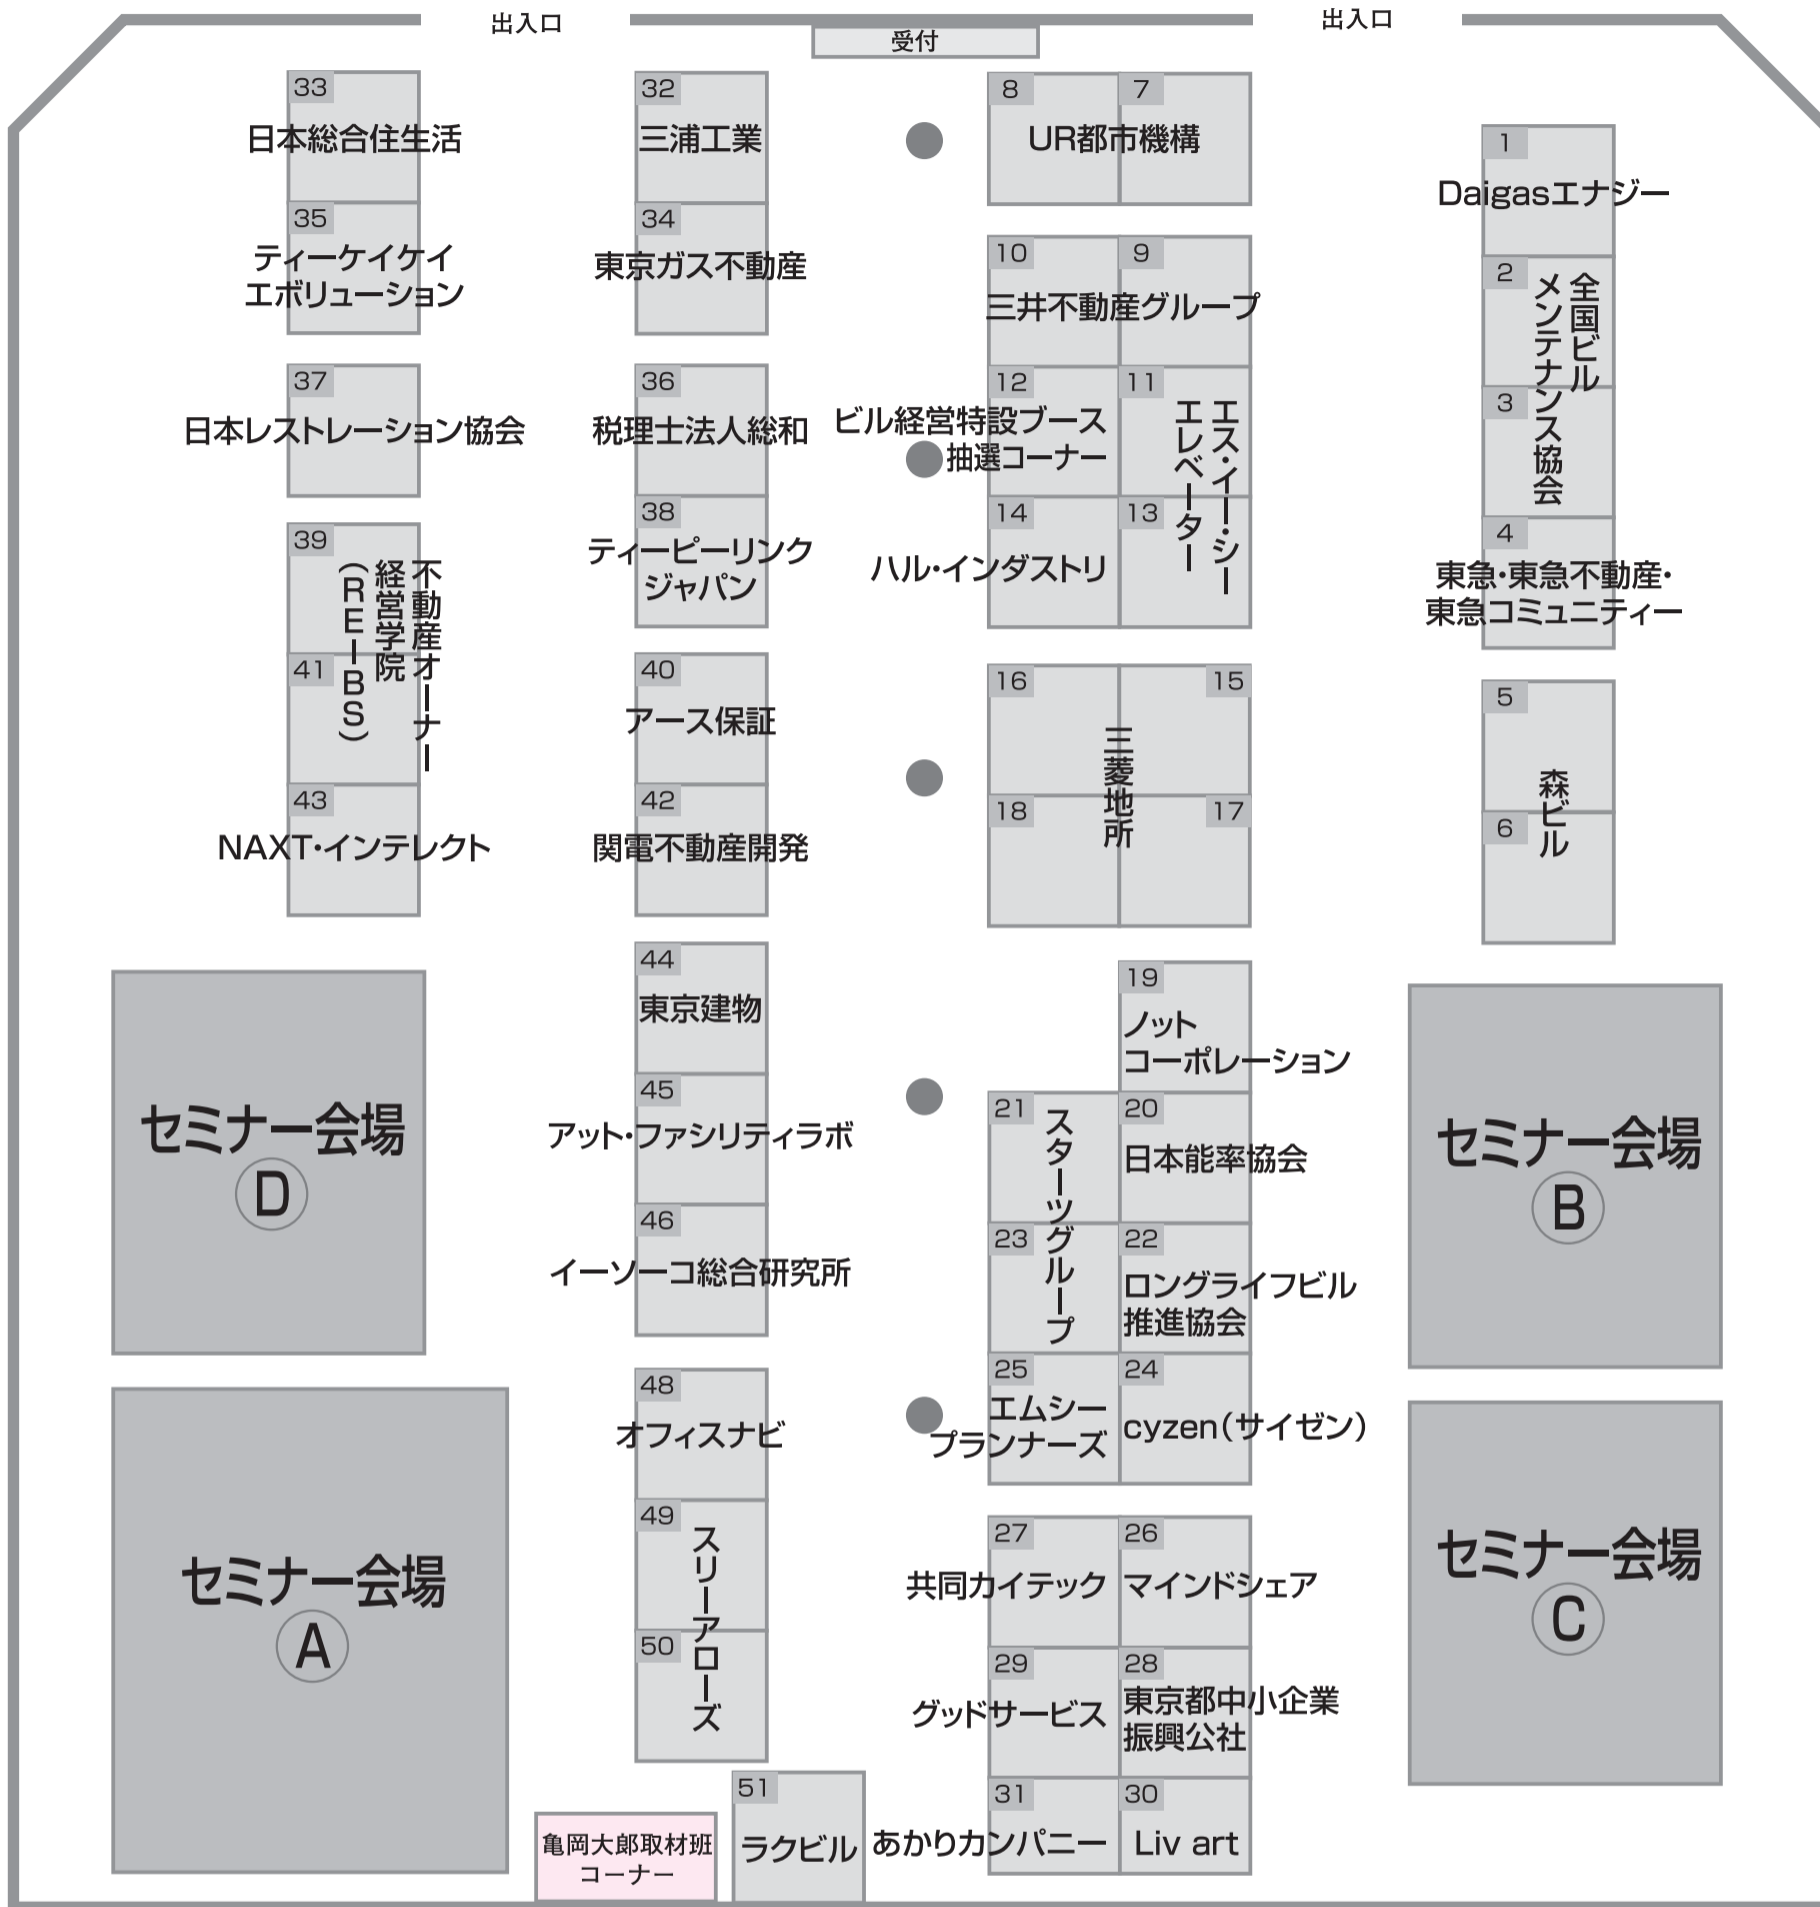 出入口
出入口
受付
33
日本総合住生活
35
ティーケイケイ
エボリューション
37
日本レストレーション協会
39
41
不動産オーナー
経営学院
（REIBS）
43
NAXT・インテレクト
32
三浦工業
34
東京ガス不動産
36
税理士法人総和
38
ティーピーリンク
ジャパン
40
アース保証
42
関電不動産開発
44
東京建物
45
アット・ファシリティラボ
46
イーソーコ総合研究所
48
オフィスナビ
49
50
スリーアローズ
51
ラクビル
亀岡大郎取材班
コーナー
8
7
UR都市機構
10
9
三井不動産グループ
12
ビル経営特設ブース
抽選コーナー
11
13
エス・イー・シー
エレベーター
14
ハル・インダストリ
16
15
18
17
三菱地所
19
ノット
コーポレーション
21
23
スターツグループ
20
日本能率協会
22
ロングライフビル
推進協会
25
エムシー
プランナーズ
24
cyzen（サイゼン）
27
共同カイテック
26
マインドシェア
29
グッドサービス
28
東京都中小企業
振興公社
31
あかりカンパニー
30
Liv art
1
Daigasエナジー
2
3
全国ビル
メンテナンス協会
4
東急・東急不動産・
東急コミュニティー
5
6
森ビル
セミナー会場
D
セミナー会場
A
セミナー会場
B
セミナー会場
C